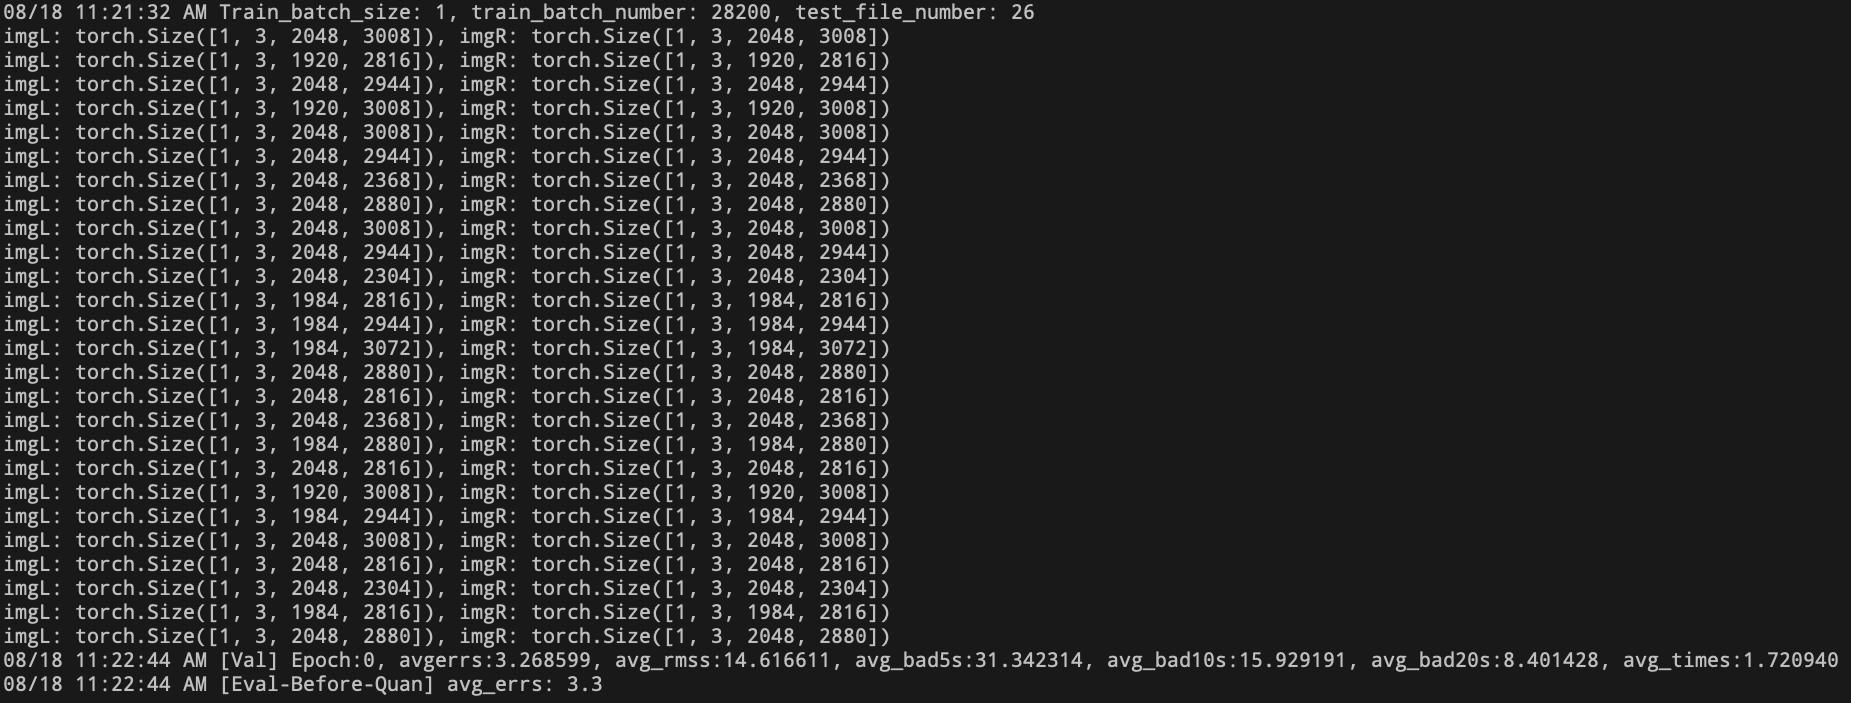 08/18 11:21:32 AM Train_batch_size: 1, train_batch_number: 28200, test_file_number: 26
imgL: torch.Size([1, 3, 2048, 3008]), imgR: torch.Size([1, 3, 2048, 3008])
imgL: torch.Size([1, 3, 1920, 2816]), imgR: torch.Size([1, 3, 1920, 2816])
imgL: torch.Size([1, 3, 2048, 2944]), imgR: torch.Size([1, 3, 2048, 2944])
imgL: torch.Size([1, 3, 1920, 3008]), imgR: torch.Size([1, 3, 1920, 3008])
imgL: torch.Size([1, 3, 2048, 3008]), imgR: torch.Size([1, 3, 2048, 3008])
imgL: torch.Size([1, 3, 2048, 2944]), imgR: torch.Size([1, 3, 2048, 2944])
imgL: torch.Size([1, 3, 2048, 2368]), imgR: torch.Size([1, 3, 2048, 2368])
imgL: torch.Size([1, 3, 2048, 2880]), imgR: torch.Size([1, 3, 2048, 2880])
imgL: torch.Size([1, 3, 2048, 3008]), imgR: torch.Size([1, 3, 2048, 3008])
imgL: torch.Size([1, 3, 2048, 2944]), imgR: torch.Size([1, 3, 2048, 2944])
imgL: torch.Size([1, 3, 2048, 2304]), imgR: torch.Size([1, 3, 2048, 2304])
imgL: torch.Size([1, 3, 1984, 2816]), imgR: torch.Size([1, 3, 1984, 2816])
imgL: torch.Size([1, 3, 1984, 2944]), imgR: torch.Size([1, 3, 1984, 2944])
imgL: torch.Size([1, 3, 1984, 3072]), imgR: torch.Size([1, 3, 1984, 3072])
imgL: torch.Size([1, 3, 2048, 2880]), imgR: torch.Size([1, 3, 2048, 2880])
imgL: torch.Size([1, 3, 2048, 2816]), imgR: torch.Size([1, 3, 2048, 2816])
imgL: torch.Size([1, 3, 2048, 2368]), imgR: torch.Size([1, 3, 2048, 2368])
imgL: torch.Size([1, 3, 1984, 2880]), imgR: torch.Size([1, 3, 1984, 2880])
imgL: torch.Size([1, 3, 2048, 2816]), imgR: torch.Size([1, 3, 2048, 2816])
imgL: torch.Size([1, 3, 1920, 3008]), imgR: torch.Size([1, 3, 1920, 3008])
imgL: torch.Size([1, 3, 1984, 2944]), imgR: torch.Size([1, 3, 1984, 2944])
imgL: torch.Size([1, 3, 2048, 3008]), imgR: torch.Size([1, 3, 2048, 3008])
imgL: torch.Size([1, 3, 2048, 2816]), imgR: torch.Size([1, 3, 2048, 2816])
imgL: torch.Size([1, 3, 2048, 2304]), imgR: torch.Size([1, 3, 2048, 2304])
imgL: torch.Size([1, 3, 1984, 2816]), imgR: torch.Size([1, 3, 1984, 2816])
imgL: torch.Size([1, 3, 2048, 2880]), imgR: torch.Size([1, 3, 2048, 2880])
08/18 11:22:44 AM [Val] Epoch:0, avgerrs:3.268599, avg_rmss:14.616611, avg_bad5s:31.342314, avg_bad10s:15.929191, avg_bad20s:8.401428, avg_times:1.720940
08/18 11:22:44 AM [Eval-Before-Quan] avg_errs: 3.3